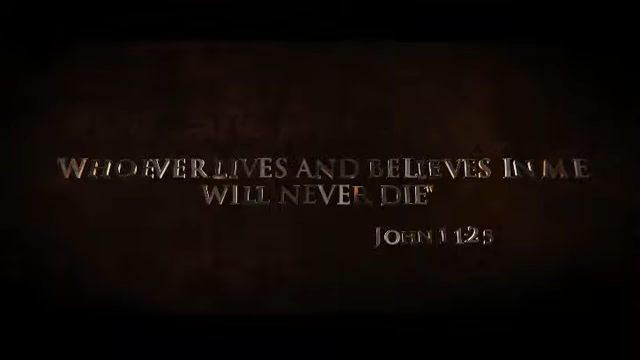 WHOEVER LIVES AND BELIEVES IN ME
WILL NEVER DIE"
JOHN 11:25